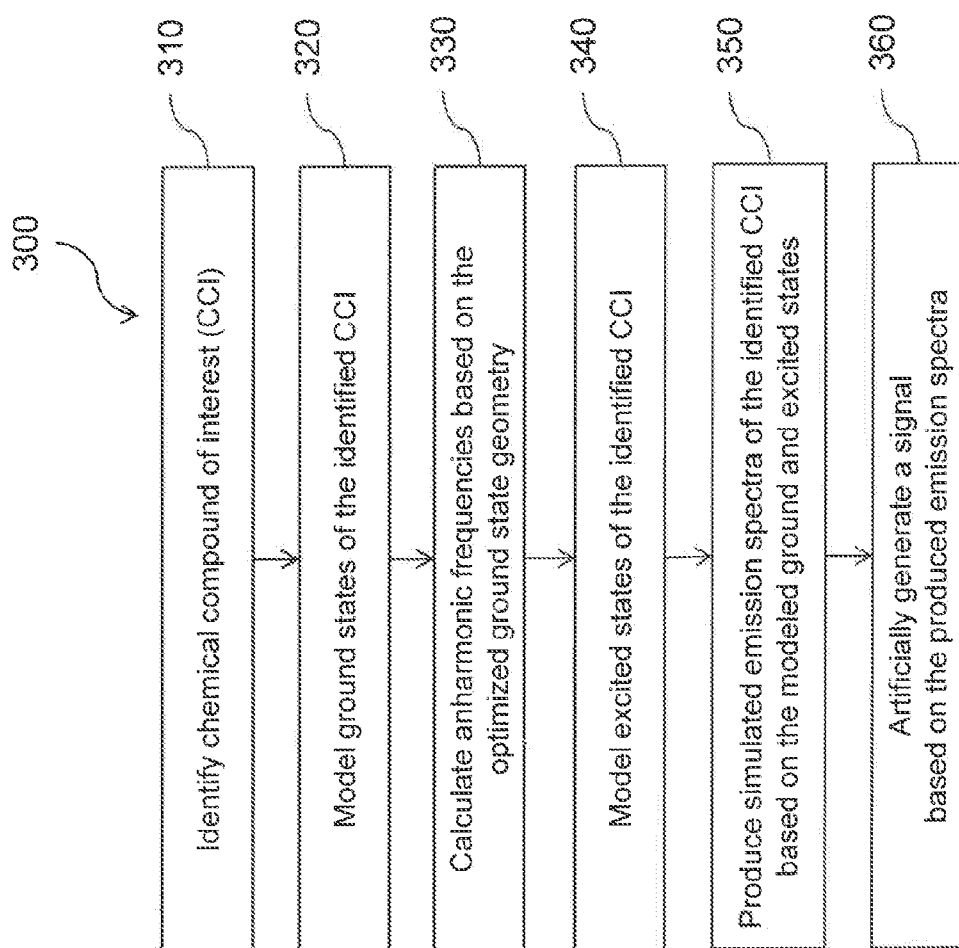 300
Identify chemical compound of interest (CCI)
310
Model ground states of the identified CCI
320
Calculate anharmonic frequencies based on the
optimized ground state geometry
330
Model excited states of the identified CCI
340
Produce simulated emission spectra of the identified CCI
based on the modeled ground and excited states
350
Artificially generate a signal
based on the produced emission spectra
360